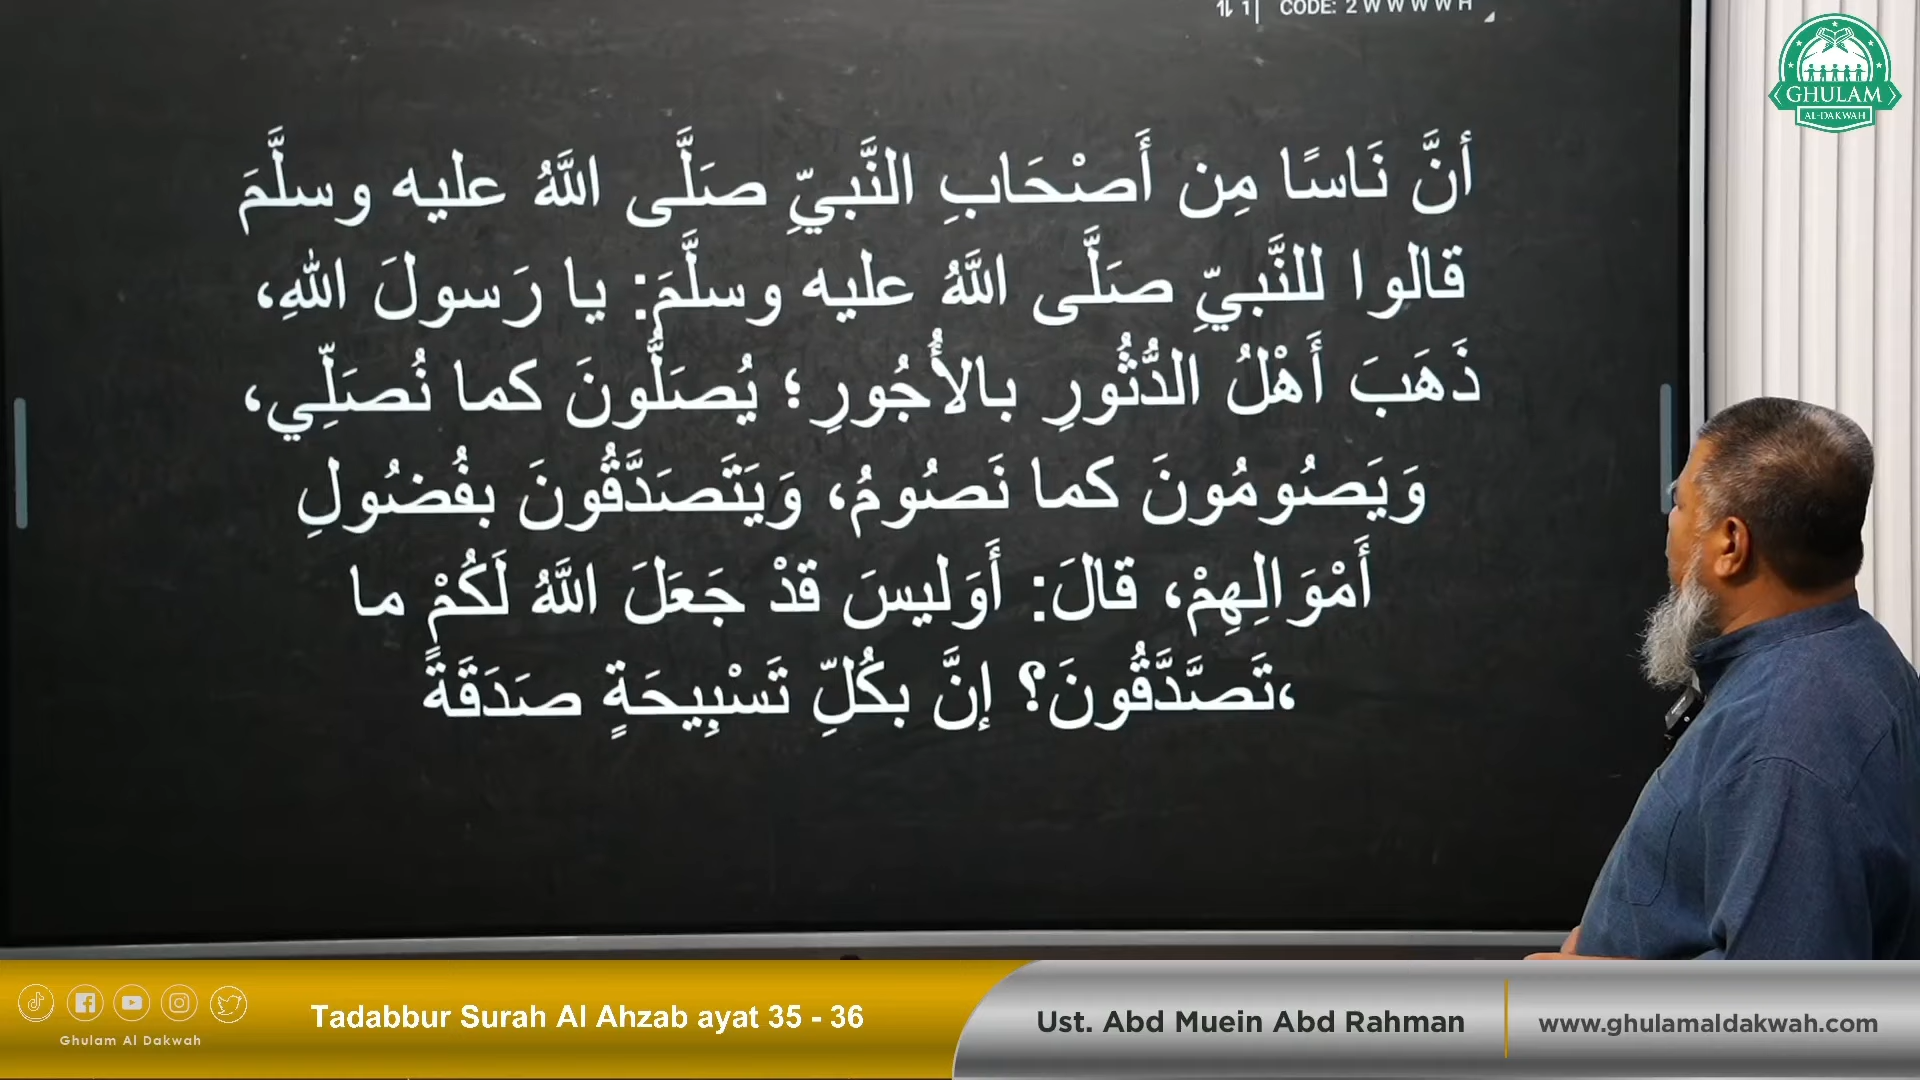 CODE: 2 W W W W H
GHULAM
AL-DAKWAH
أنَّ نَاسًا مِن أَصْحَابِ النَّبيِّ صَلَّى اللَّهُ عليه وسلَّمَ
قالوا للنَّبيِّ صَلَّى اللَّهُ عليه وسلَّمَ: يا رَسولَ اللهِ،
ذَهَبَ أَهْلُ الدُّثُورِ بالأُجُورِ؛ يُصَلُّونَ كما نُصَلِّي،
وَيَصُومُونَ كما نَصُومُ، وَيَتَصَدَّقُونَ بفُضُولِ
أَمْوَالِهِمْ، قالَ: أَوَليسَ قدْ جَعَلَ اللَّهُ لَكُمْ ما
،تَصَّدَّقُونَ؟ إنَّ بكُلِّ تَسْبِيحَةٍ صَدَقَةً
Tadabbur Surah Al Ahzab ayat 35 - 36
Ust. Abd Muein Abd Rahman
www.ghulamaldakwah.com
Ghulam Al Dakwah